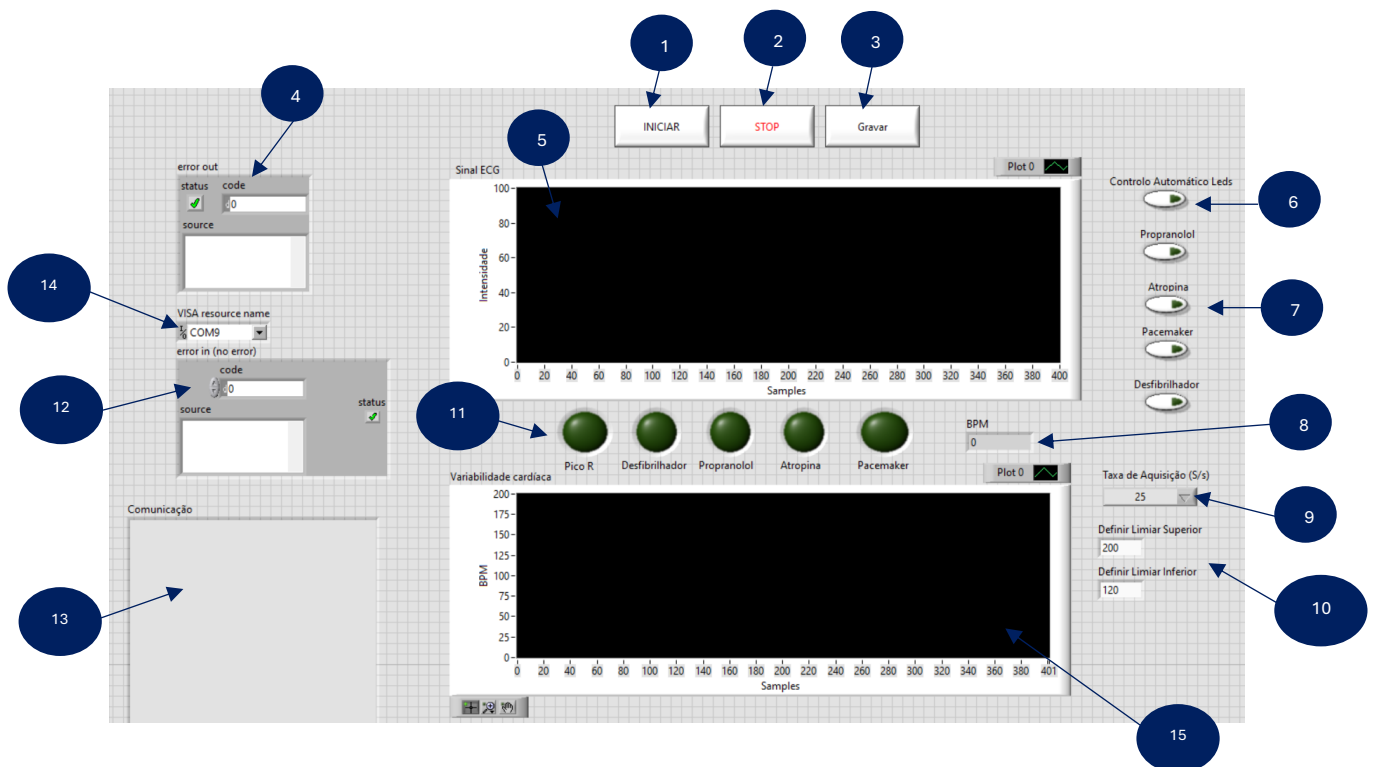 1
2
3
4
INICIAR
STOP
Gravar
5
error out
status
code
0
source
Sinal ECG
Plot 0
100
80
60
40
20
0
Intensidade
0 20 40 60 80 100 120 140 160 180 200 220 240 260 280 300 320 340 360 380 400
Samples
Controlo Automático Leds
6
Propranolol
Atropina
7
Pacemaker
Desfibrilhador
14
VISA resource name
COM9
error in (no error)
code
0
status
source
12
11
Pico R
Desfibrilhador
Propranolol
Atropina
Pacemaker
BPM
0
8
Variabilidade cardíaca
Plot 0
200
175
150
125
100
75
50
25
0
BPM
0 20 40 60 80 100 120 140 160 180 200 220 240 260 280 300 320 340 360 380 401
Samples
Taxa de Aquisição (S/s)
25
9
Definir Limiar Superior
200
Definir Limiar Inferior
120
10
Comunicação
13
15